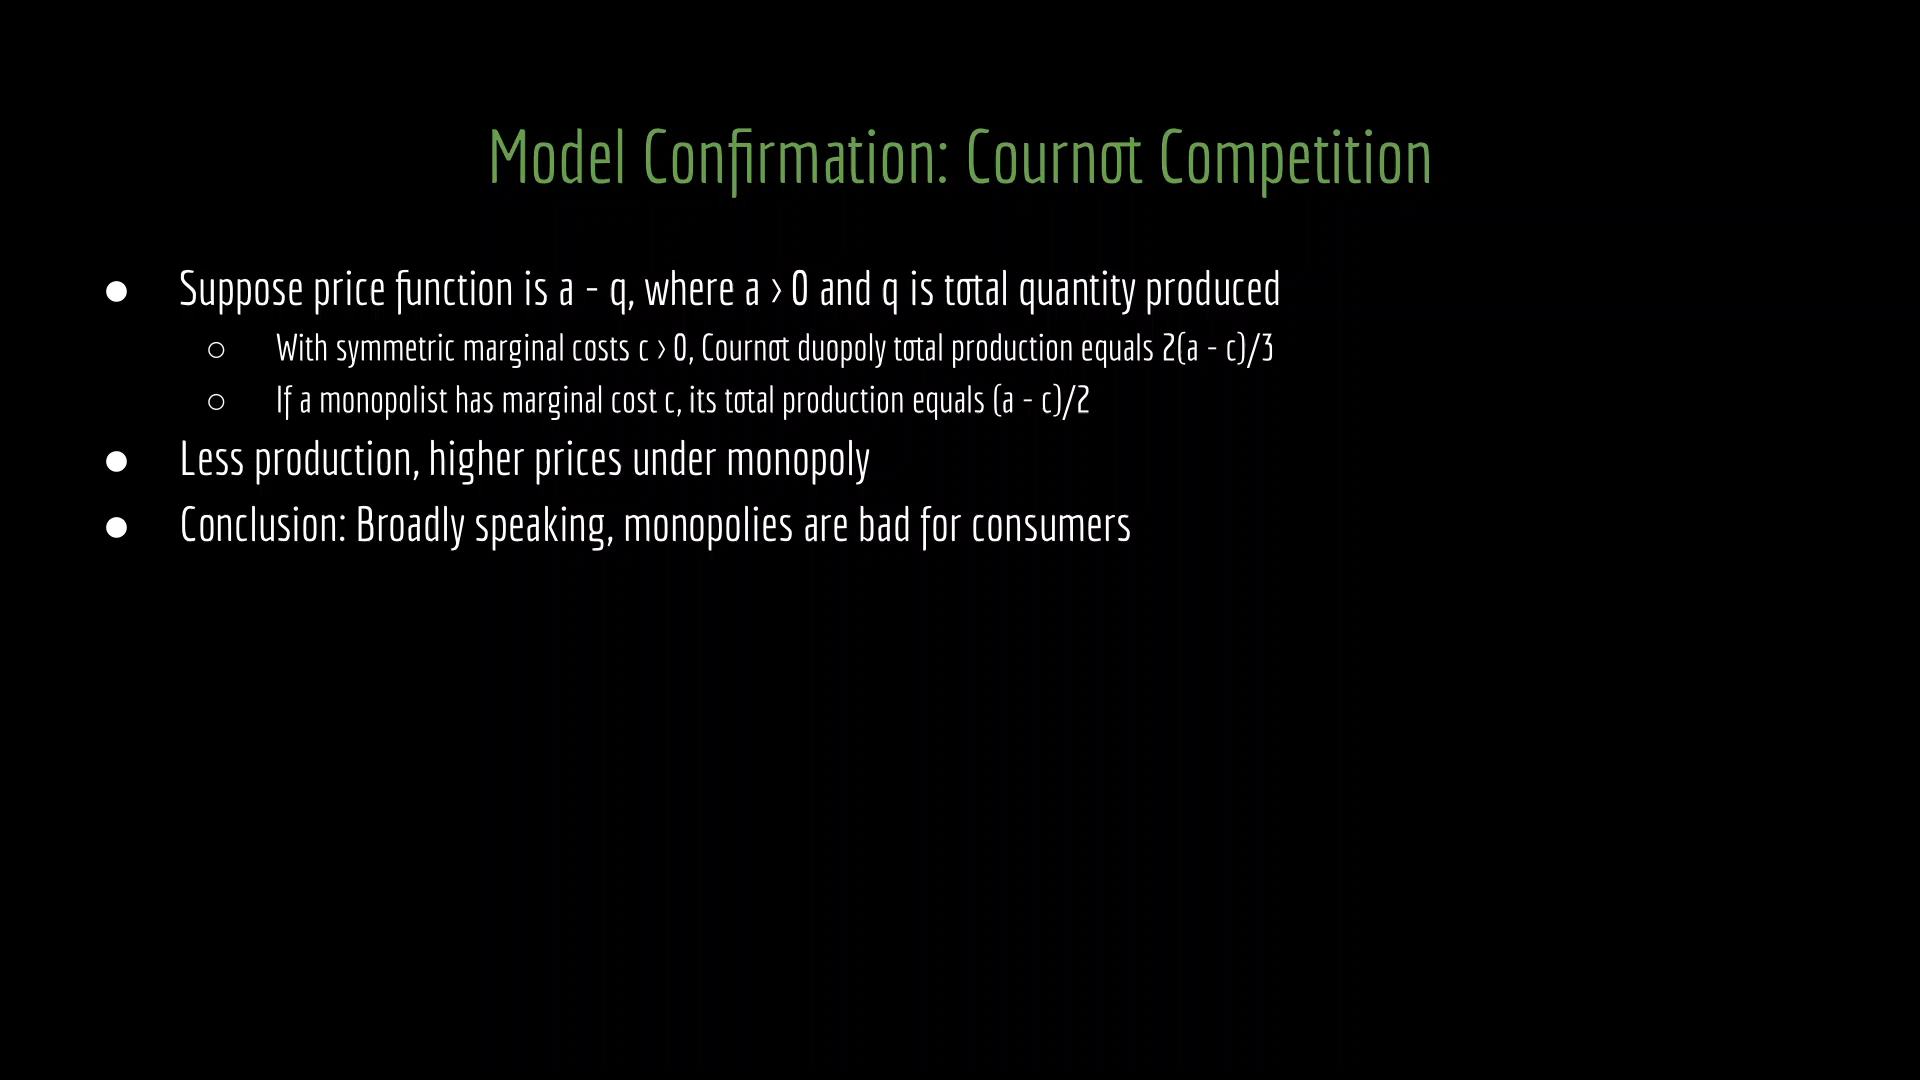 Model Confirmation: Cournot Competition
● Suppose price function is a - q, where a > 0 and q is total quantity produced
○ With symmetric marginal costs c > 0, Cournot duopoly total production equals 2(a - c)/3
○ If a monopolist has marginal cost c, its total production equals (a - c)/2
● Less production, higher prices under monopoly
● Conclusion: Broadly speaking, monopolies are bad for consumers